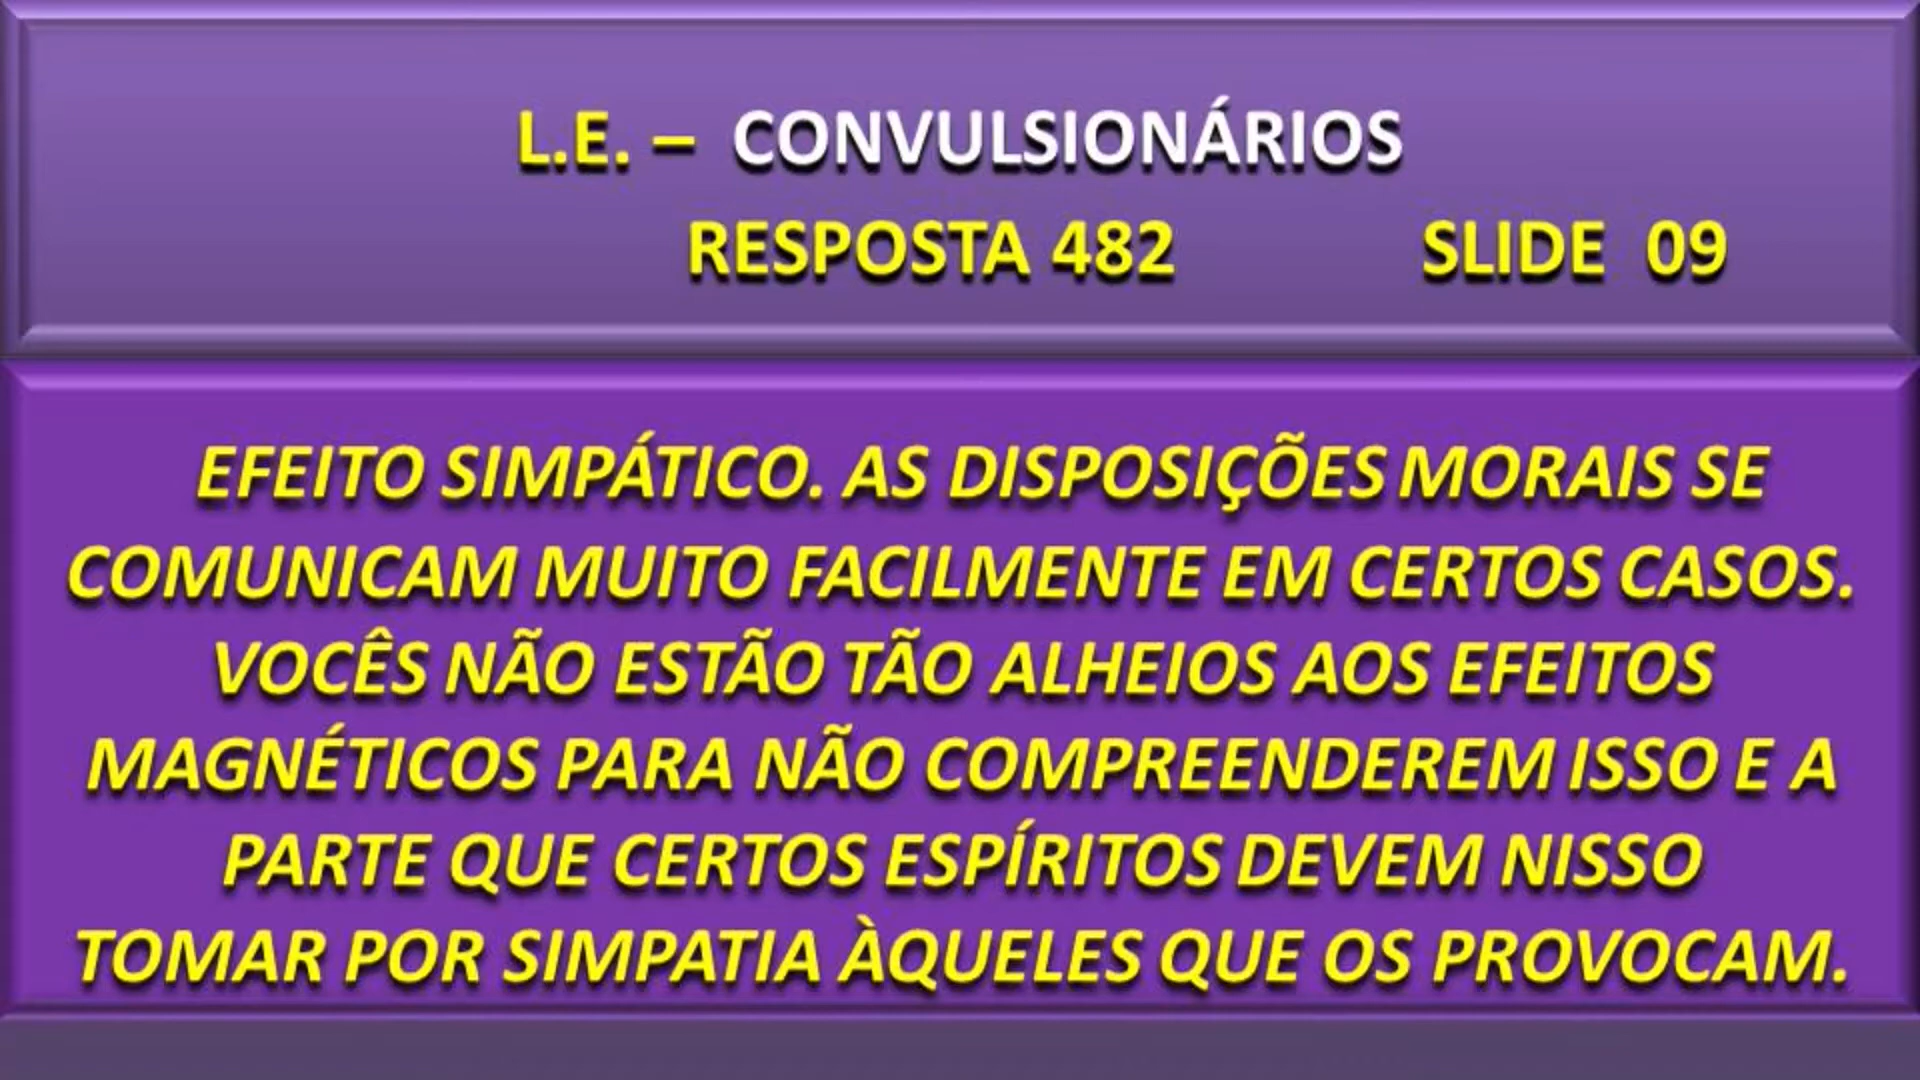 L.E. – CONVULSIONÁRIOS
RESPOSTA 482 SLIDE 09
EFEITO SIMPÁTICO. AS DISPOSIÇÕES MORAIS SE
COMUNICAM MUITO FACILMENTE EM CERTOS CASOS.
VOCÊS NÃO ESTÃO TÃO ALHEIOS AOS EFEITOS
MAGNÉTICOS PARA NÃO COMPREENDEREM ISSO E A
PARTE QUE CERTOS ESPÍRITOS DEVEM NISSO
TOMAR POR SIMPATIA ÀQUELES QUE OS PROVOCAM.